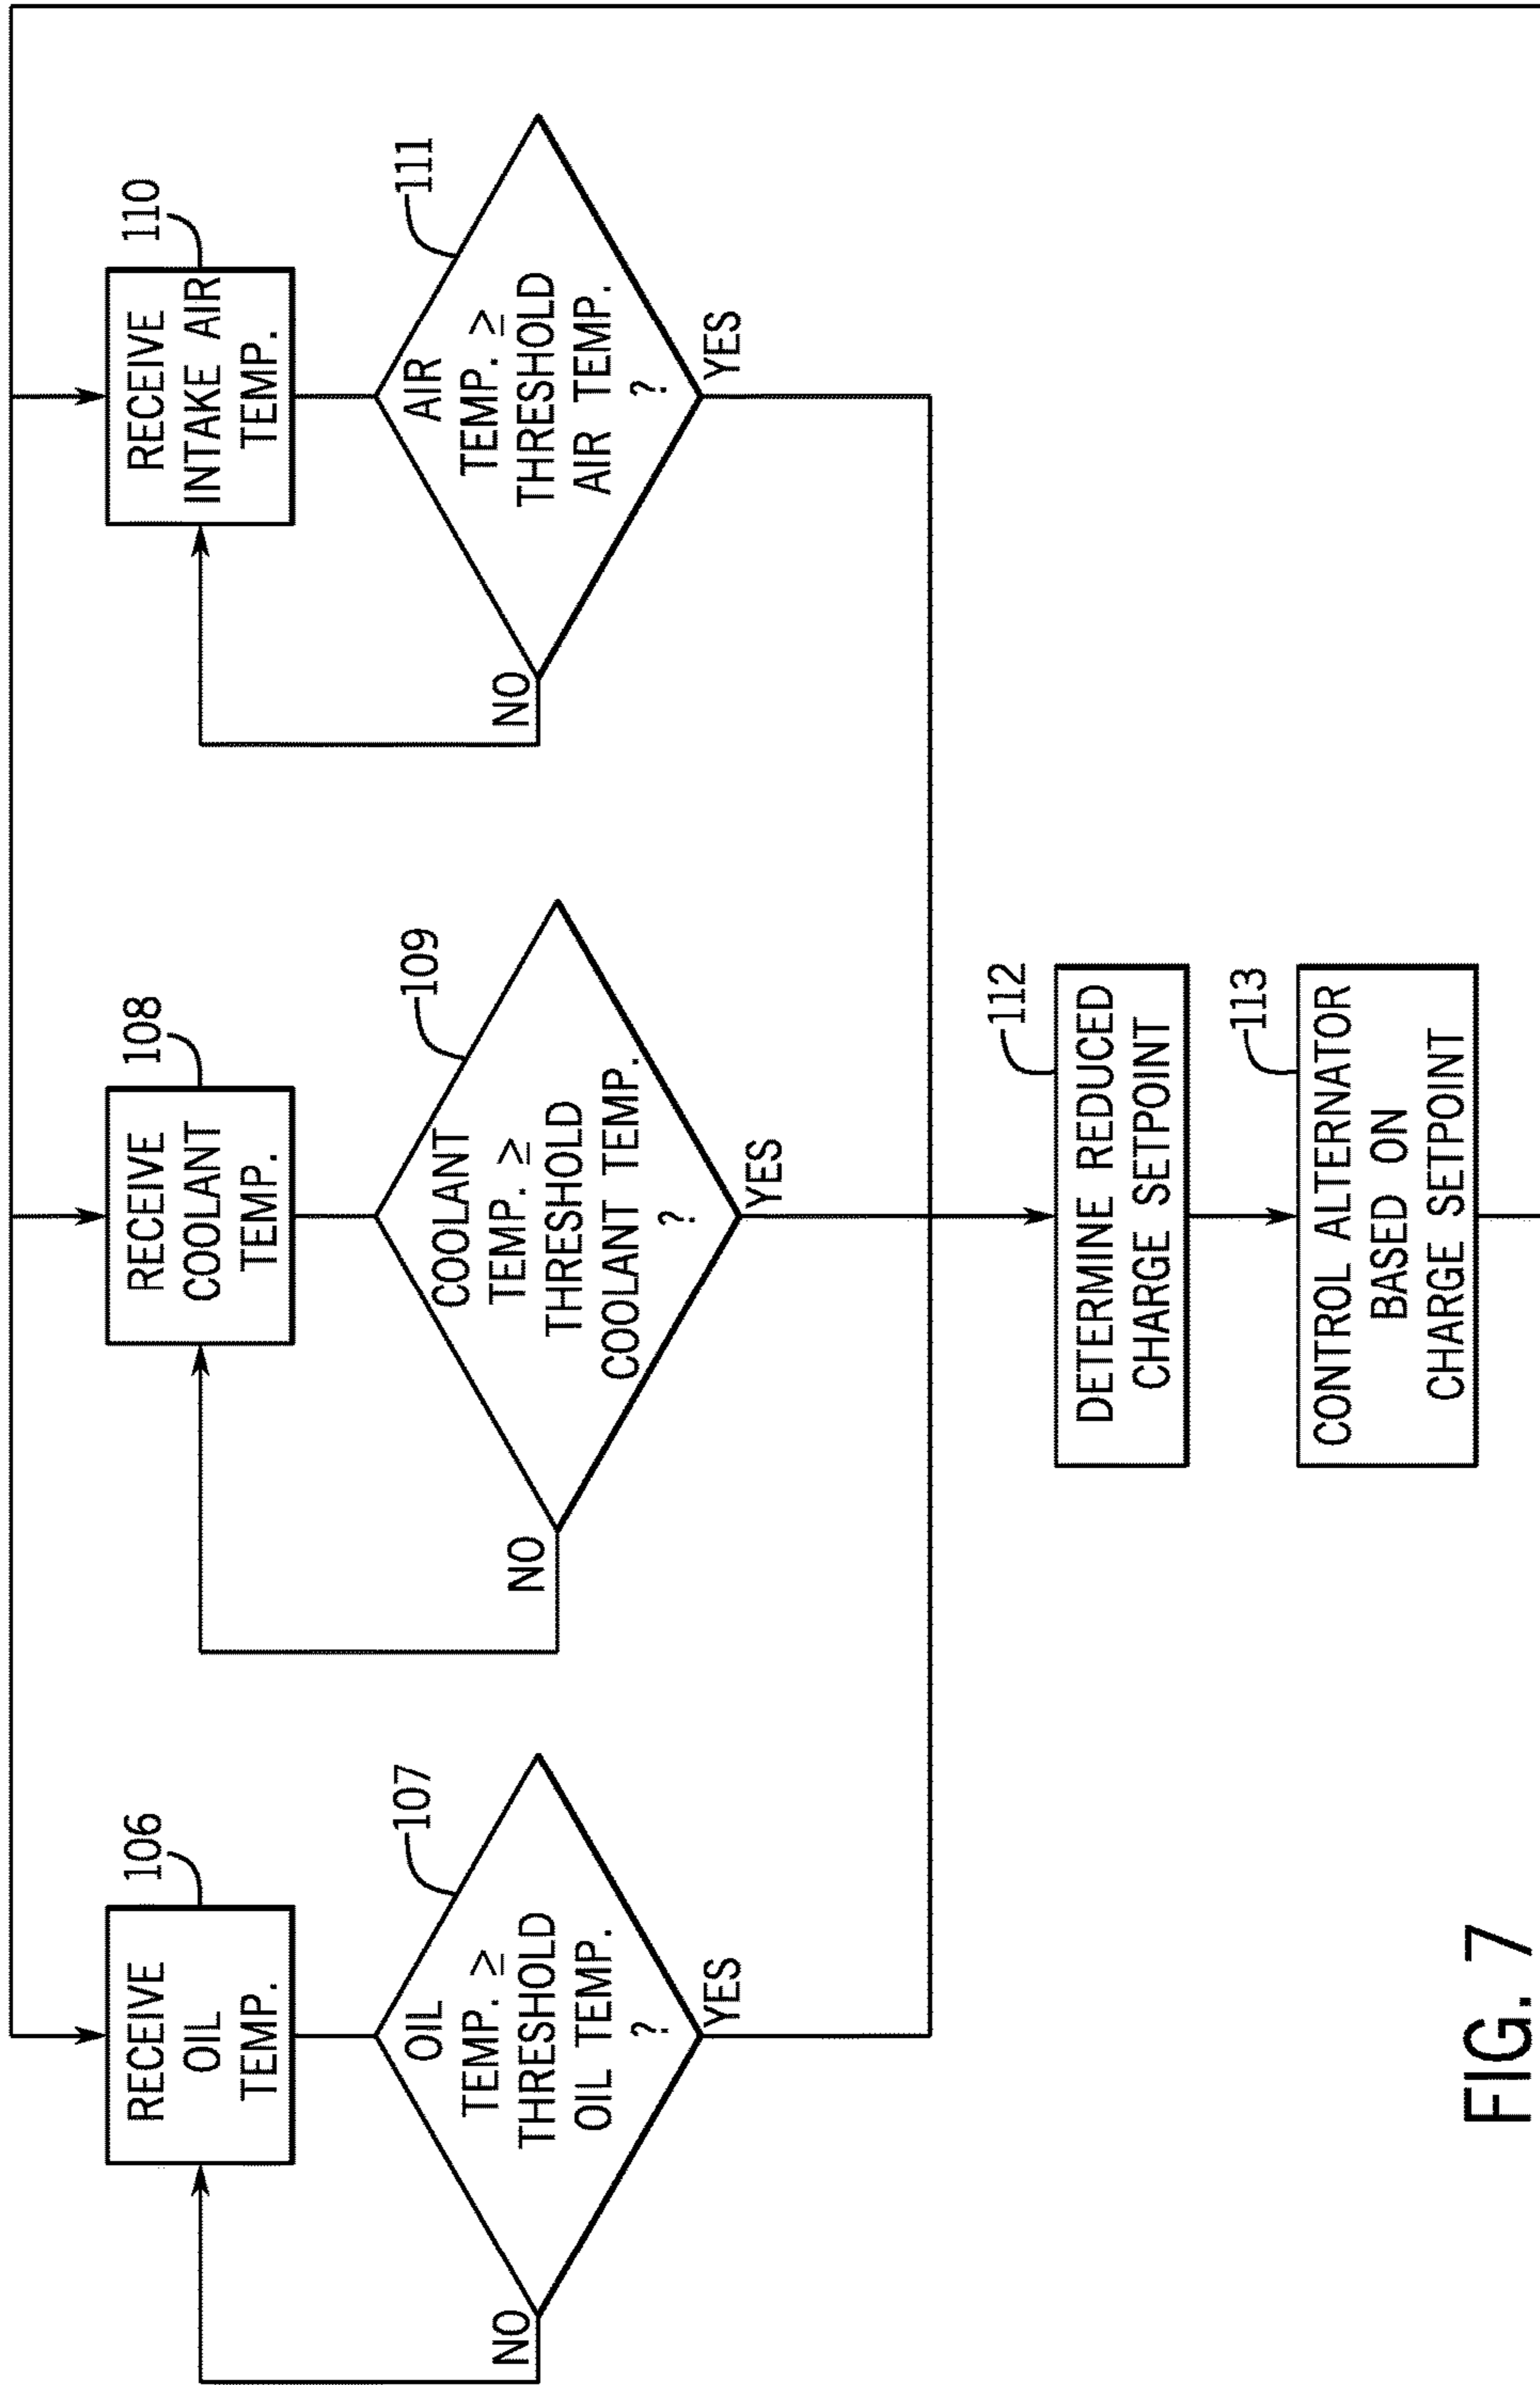 106
RECEIVE
OIL
TEMP.
108
RECEIVE
COOLANT
TEMP.
110
RECEIVE
INTAKE AIR
TEMP.
107
OIL
TEMP. ≥
THRESHOLD
OIL TEMP.
?
NO
YES
109
COOLANT
TEMP. ≥
THRESHOLD
COOLANT TEMP.
?
NO
YES
111
AIR
TEMP. ≥
THRESHOLD
AIR TEMP.
?
NO
YES
112
DETERMINE REDUCED
CHARGE SETPOINT
113
CONTROL ALTERNATOR
BASED ON
CHARGE SETPOINT
FIG. 7